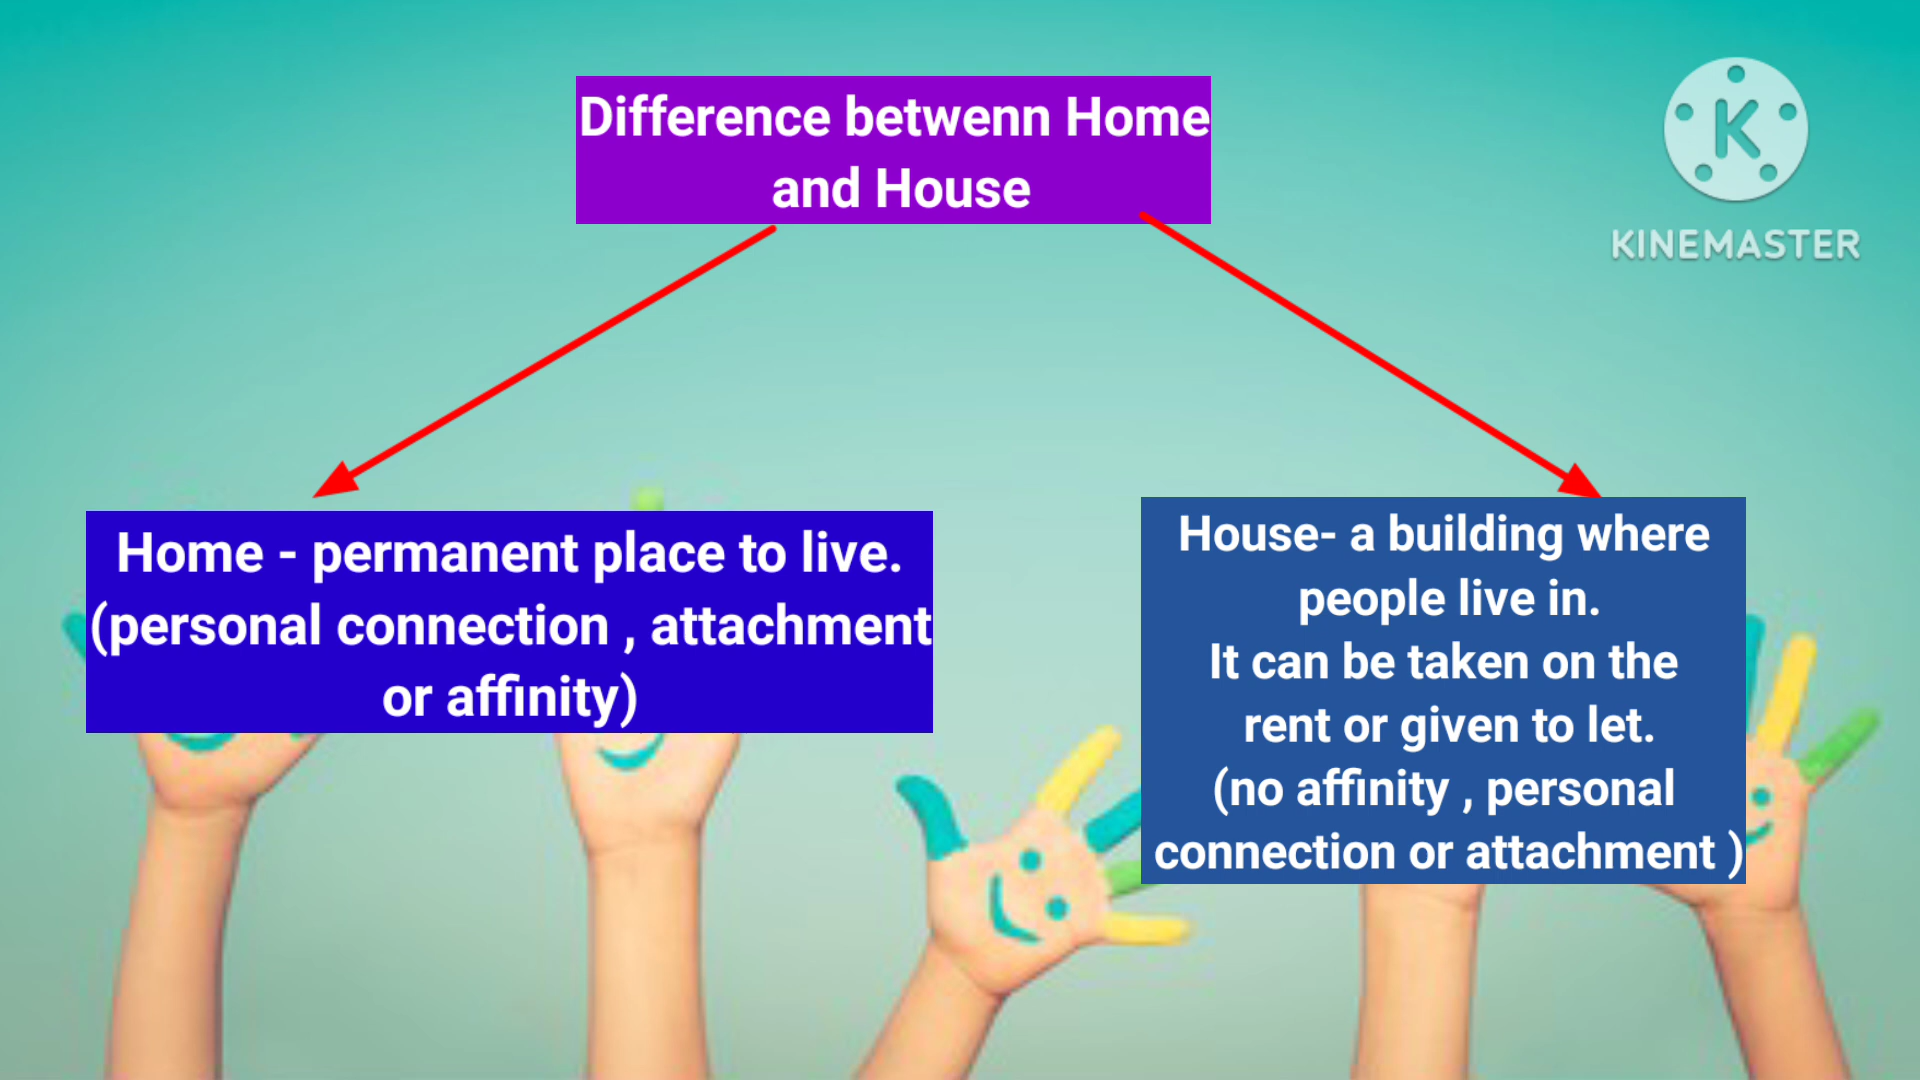 Difference betwenn Home
and House
K
KINEMASTER
Home - permanent place to live.
(personal connection , attachment
or affinity)
House- a building where
people live in.
It can be taken on the
rent or given to let.
(no affinity , personal
connection or attachment )